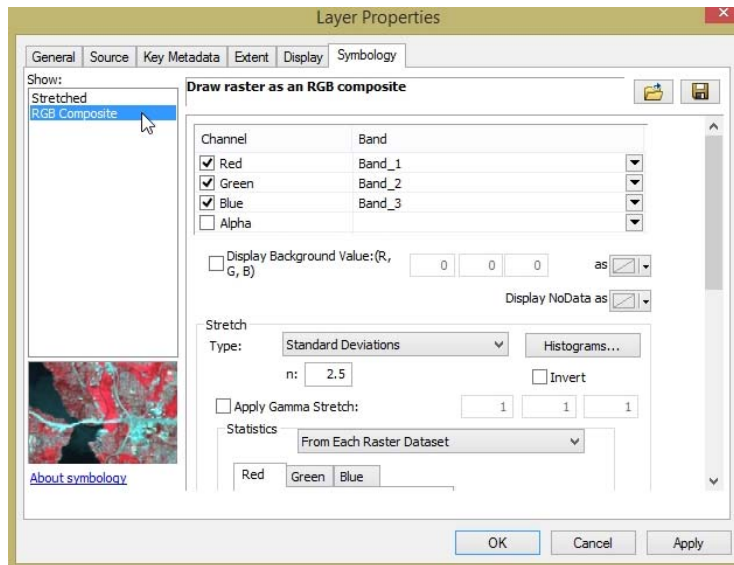 Layer Properties
General Source Key Metadata Extent Display Symbology
Show:
Stretched
RGB Composite
Draw raster as an RGB composite
Channel Band
Red Band_1
Green Band_2
Blue Band_3
Alpha
Display Background Value:(R, G, B) 0 0 0 as
Display NoData as
Stretch
Type: Standard Deviations Histograms...
n: 2.5 Invert
Apply Gamma Stretch: 1 1 1
Statistics
From Each Raster Dataset
Red Green Blue
About symbology
OK Cancel Apply